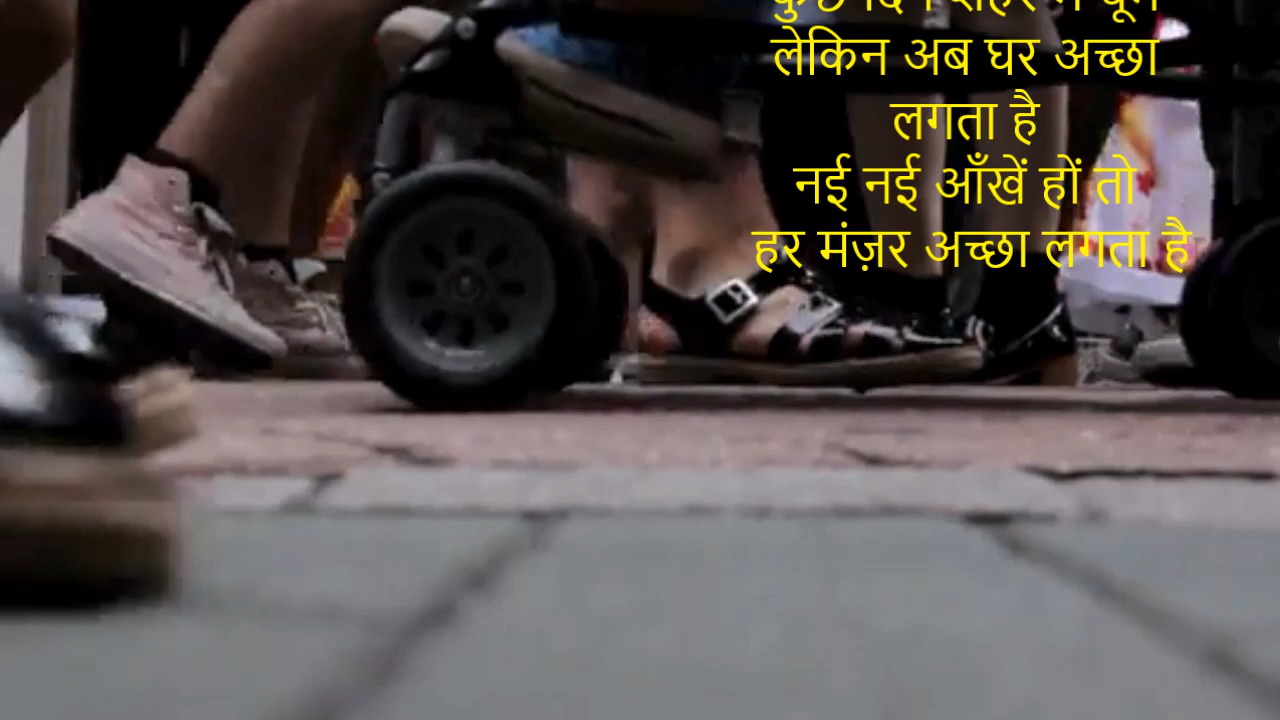 लेकिन अब घर अच्छा
लगता है
नई नई आँखें हों तो
हर मंज़र अच्छा लगता है